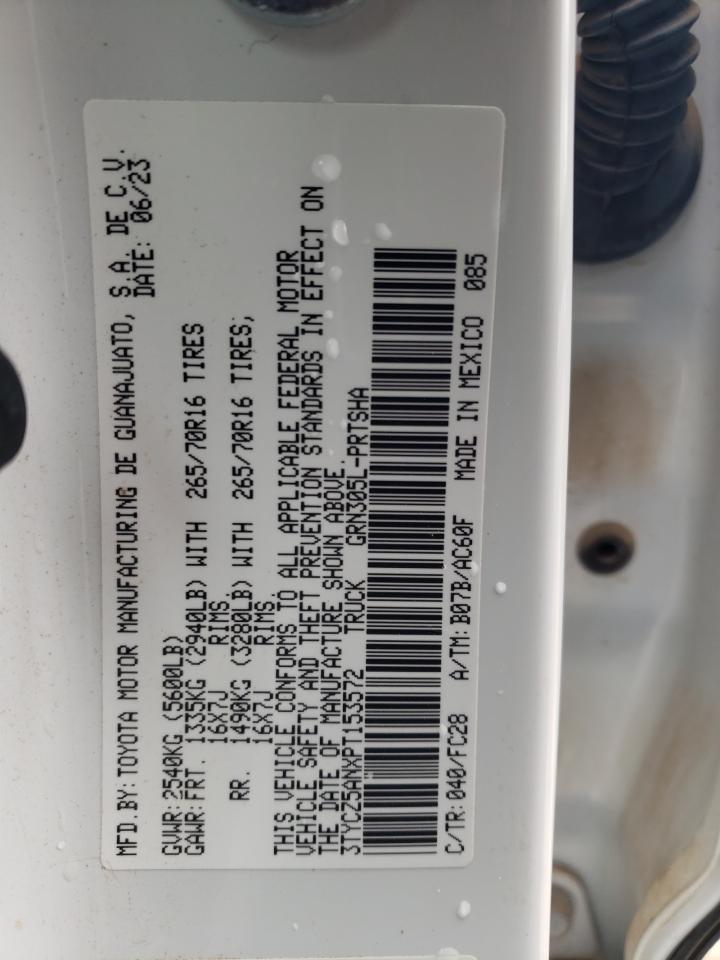 MFD.BY:TOYOTA MOTOR MANUFACTURING DE GUANAJUATO, S.A. DE C.V.
DATE: 06/23
GVWR:2540KG (5600LB)
GAWR:FRT. 1335KG (2940LB) WITH 265/70R16 TIRES
16X7J RIMS
RR. 1490KG (3280LB) WITH 265/70R16 TIRES,
16X7J RIMS.
THIS VEHICLE CONFORMS TO ALL APPLICABLE FEDERAL MOTOR
VEHICLE SAFETY AND THEFT PREVENTION STANDARDS IN EFFECT ON
THE DATE OF MANUFACTURE SHOWN ABOVE.
3TYCZ5ANXPT153572 TRUCK GRN305L-PRTSHA
C/TR:040/FC28 A/TM:B07B/AC60F MADE IN MEXICO 085